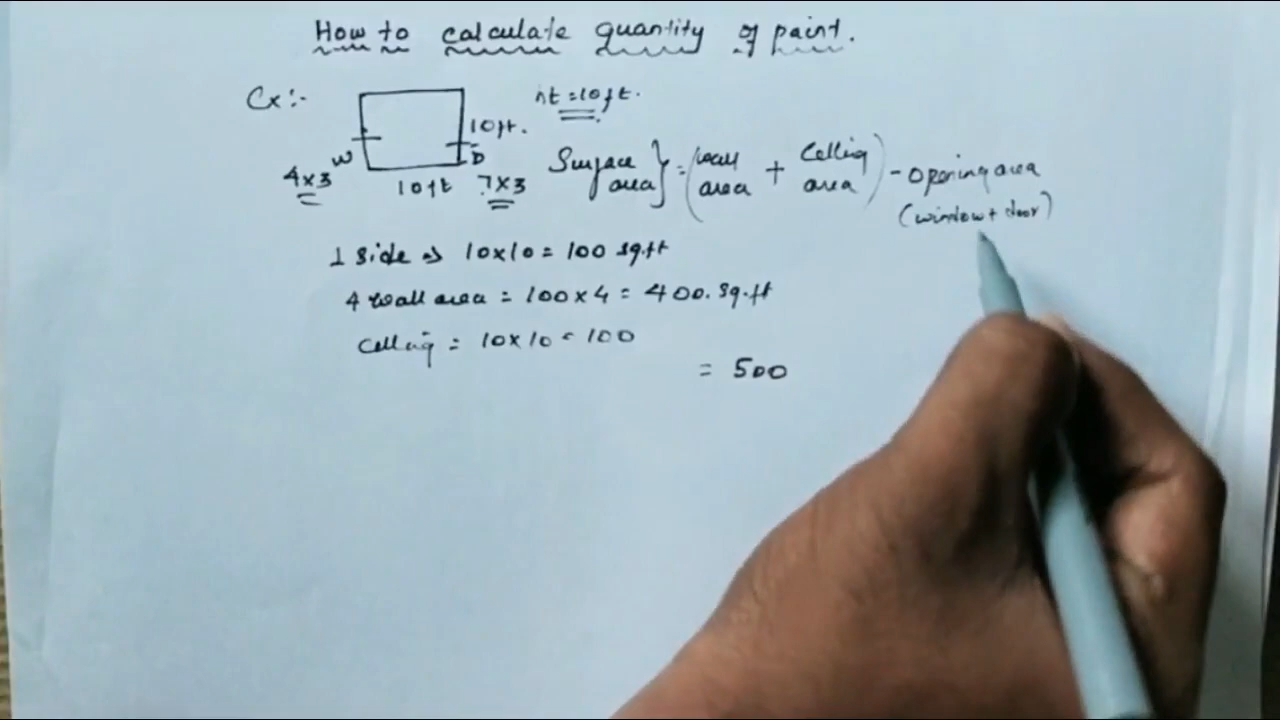 How to calculate quantity of paint.
Ex:-
ht = 10ft.
10ft.
W
D
4x3
10ft
7x3
Surface area } = (wall area + Celling area) - opening area
(window + door)
1 side => 10x10 = 100 sq.ft
4 wall area = 100x4 = 400.sq.ft
Celling = 10x10 = 100
= 500